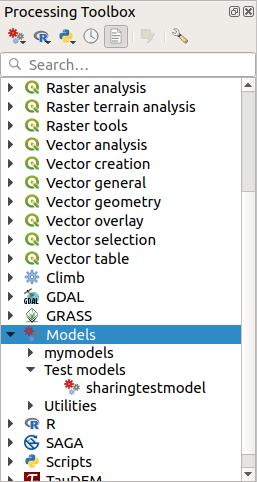 Processing Toolbox
Search...
Raster analysis
Raster terrain analysis
Raster tools
Vector analysis
Vector creation
Vector general
Vector geometry
Vector overlay
Vector selection
Vector table
Climb
GDAL
GRASS
Models
mymodels
Test models
sharingtestmodel
Utilities
R
SAGA
Scripts
TauDEM